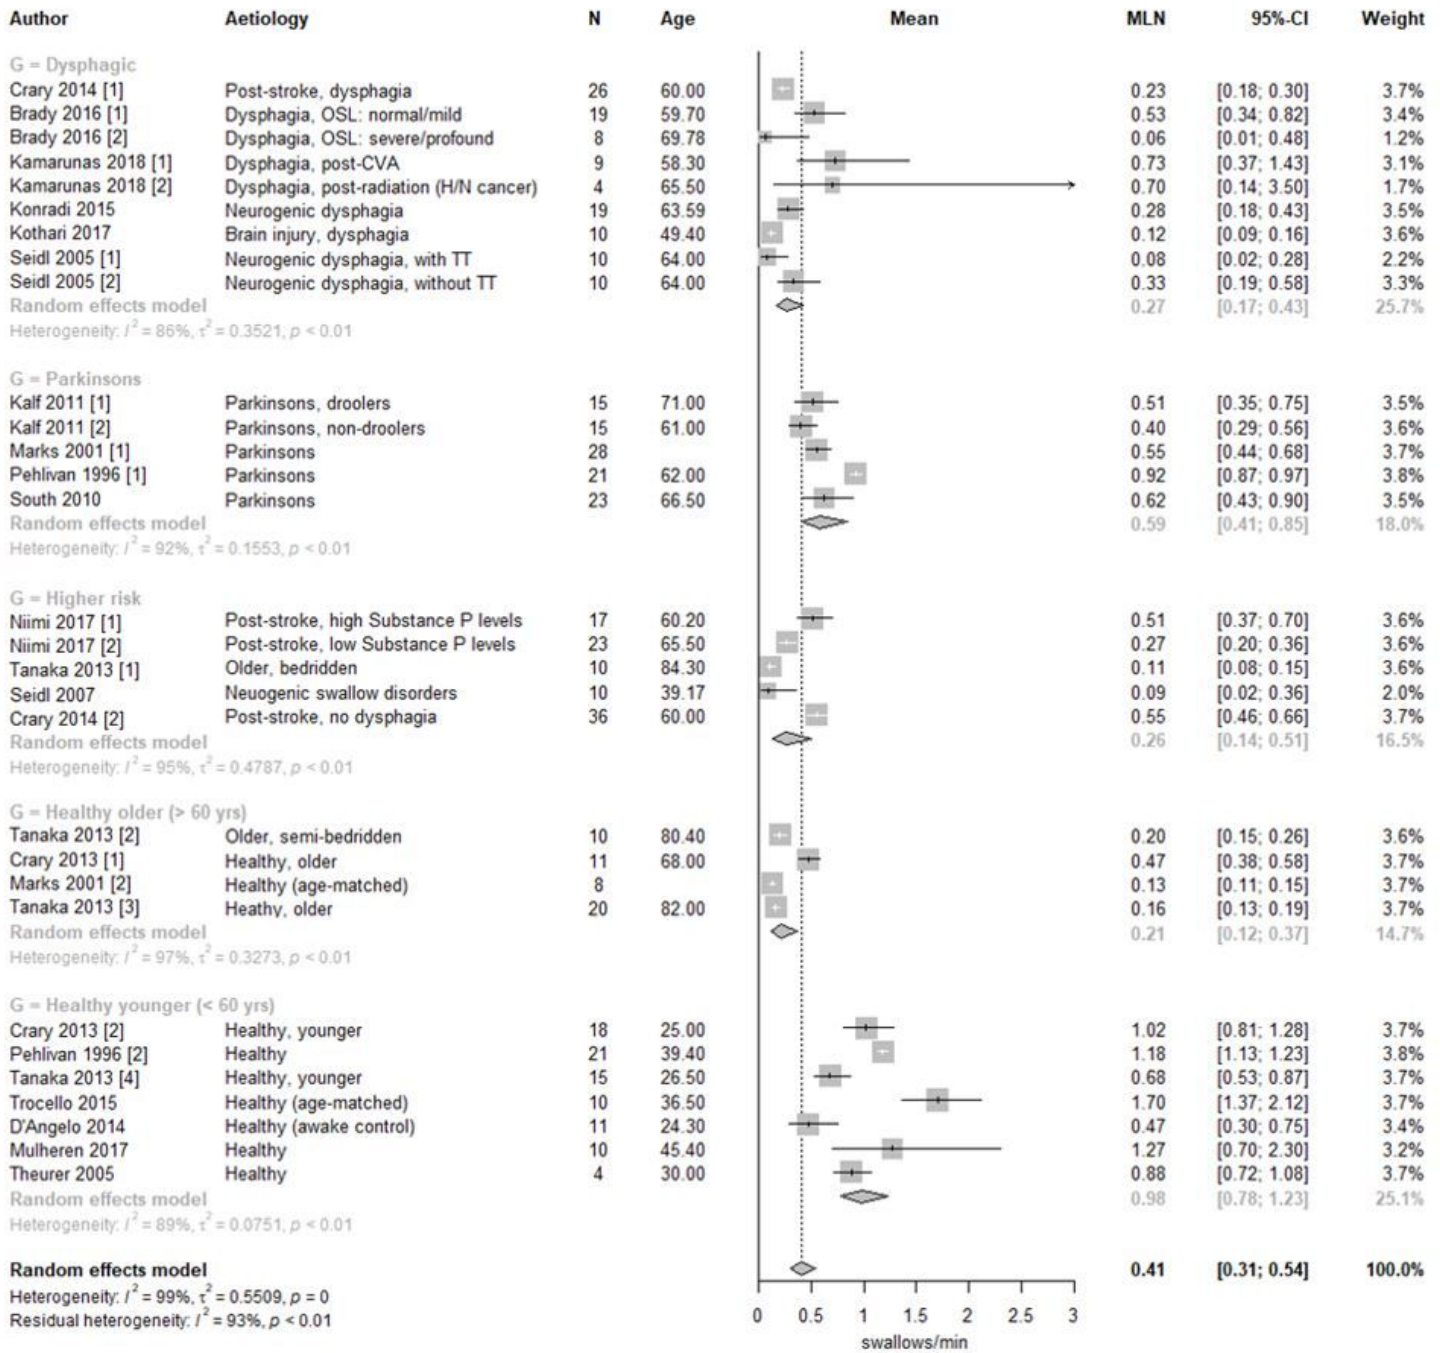 Author Aetiology N Age Mean MLN 95%-CI Weight
G = Dysphagic
Crary 2014 [1] Post-stroke, dysphagia 26 60.00 0.23 [0.18; 0.30] 3.7%
Brady 2016 [1] Dysphagia, OSL: normal/mild 19 59.70 0.53 [0.34; 0.82] 3.4%
Brady 2016 [2] Dysphagia, OSL: severe/profound 8 69.78 0.06 [0.01; 0.48] 1.2%
Kamarunas 2018 [1] Dysphagia, post-CVA 9 58.30 0.73 [0.37; 1.43] 3.1%
Kamarunas 2018 [2] Dysphagia, post-radiation (H/N cancer) 4 65.50 0.70 [0.14; 3.50] 1.7%
Konradi 2015 Neurogenic dysphagia 19 63.59 0.28 [0.18; 0.43] 3.5%
Kothari 2017 Brain injury, dysphagia 10 49.40 0.12 [0.09; 0.16] 3.6%
Seidl 2005 [1] Neurogenic dysphagia, with TT 10 64.00 0.08 [0.02; 0.28] 2.2%
Seidl 2005 [2] Neurogenic dysphagia, without TT 10 64.00 0.33 [0.19; 0.58] 3.3%
Random effects model 0.27 [0.17; 0.43] 25.7%
Heterogeneity: I² = 86%, τ² = 0.3521, p < 0.01
G = Parkinsons
Kalf 2011 [1] Parkinsons, droolers 15 71.00 0.51 [0.35; 0.75] 3.5%
Kalf 2011 [2] Parkinsons, non-droolers 15 61.00 0.40 [0.29; 0.56] 3.6%
Marks 2001 [1] Parkinsons 28 0.55 [0.44; 0.68] 3.7%
Pehlivan 1996 [1] Parkinsons 21 62.00 0.92 [0.87; 0.97] 3.8%
South 2010 Parkinsons 23 66.50 0.62 [0.43; 0.90] 3.5%
Random effects model 0.59 [0.41; 0.85] 18.0%
Heterogeneity: I² = 92%, τ² = 0.1553, p < 0.01
G = Higher risk
Niimi 2017 [1] Post-stroke, high Substance P levels 17 60.20 0.51 [0.37; 0.70] 3.6%
Niimi 2017 [2] Post-stroke, low Substance P levels 23 65.50 0.27 [0.20; 0.36] 3.6%
Tanaka 2013 [1] Older, bedridden 10 84.30 0.11 [0.08; 0.15] 3.6%
Seidl 2007 Neuogenic swallow disorders 10 39.17 0.09 [0.02; 0.36] 2.0%
Crary 2014 [2] Post-stroke, no dysphagia 36 60.00 0.55 [0.46; 0.66] 3.7%
Random effects model 0.26 [0.14; 0.51] 16.5%
Heterogeneity: I² = 95%, τ² = 0.4787, p < 0.01
G = Healthy older (> 60 yrs)
Tanaka 2013 [2] Older, semi-bedridden 10 80.40 0.20 [0.15; 0.26] 3.6%
Crary 2013 [1] Healthy, older 11 68.00 0.47 [0.38; 0.58] 3.7%
Marks 2001 [2] Healthy (age-matched) 8 0.13 [0.11; 0.15] 3.7%
Tanaka 2013 [3] Heathy, older 20 82.00 0.16 [0.13; 0.19] 3.7%
Random effects model 0.21 [0.12; 0.37] 14.7%
Heterogeneity: I² = 97%, τ² = 0.3273, p < 0.01
G = Healthy younger (< 60 yrs)
Crary 2013 [2] Healthy, younger 18 25.00 1.02 [0.81; 1.28] 3.7%
Pehlivan 1996 [2] Healthy 21 39.40 1.18 [1.13; 1.23] 3.8%
Tanaka 2013 [4] Healthy, younger 15 26.50 0.68 [0.53; 0.87] 3.7%
Trocello 2015 Healthy (age-matched) 10 36.50 1.70 [1.37; 2.12] 3.7%
D'Angelo 2014 Healthy (awake control) 11 24.30 0.47 [0.30; 0.75] 3.4%
Mulheren 2017 Healthy 10 45.40 1.27 [0.70; 2.30] 3.2%
Theurer 2005 Healthy 4 30.00 0.88 [0.72; 1.08] 3.7%
Random effects model 0.98 [0.78; 1.23] 25.1%
Heterogeneity: I² = 89%, τ² = 0.0751, p < 0.01
Random effects model 0.41 [0.31; 0.54] 100.0%
Heterogeneity: I² = 99%, τ² = 0.5509, p = 0
Residual heterogeneity: I² = 93%, p < 0.01
0 0.5 1 1.5 2 2.5 3
swallows/min